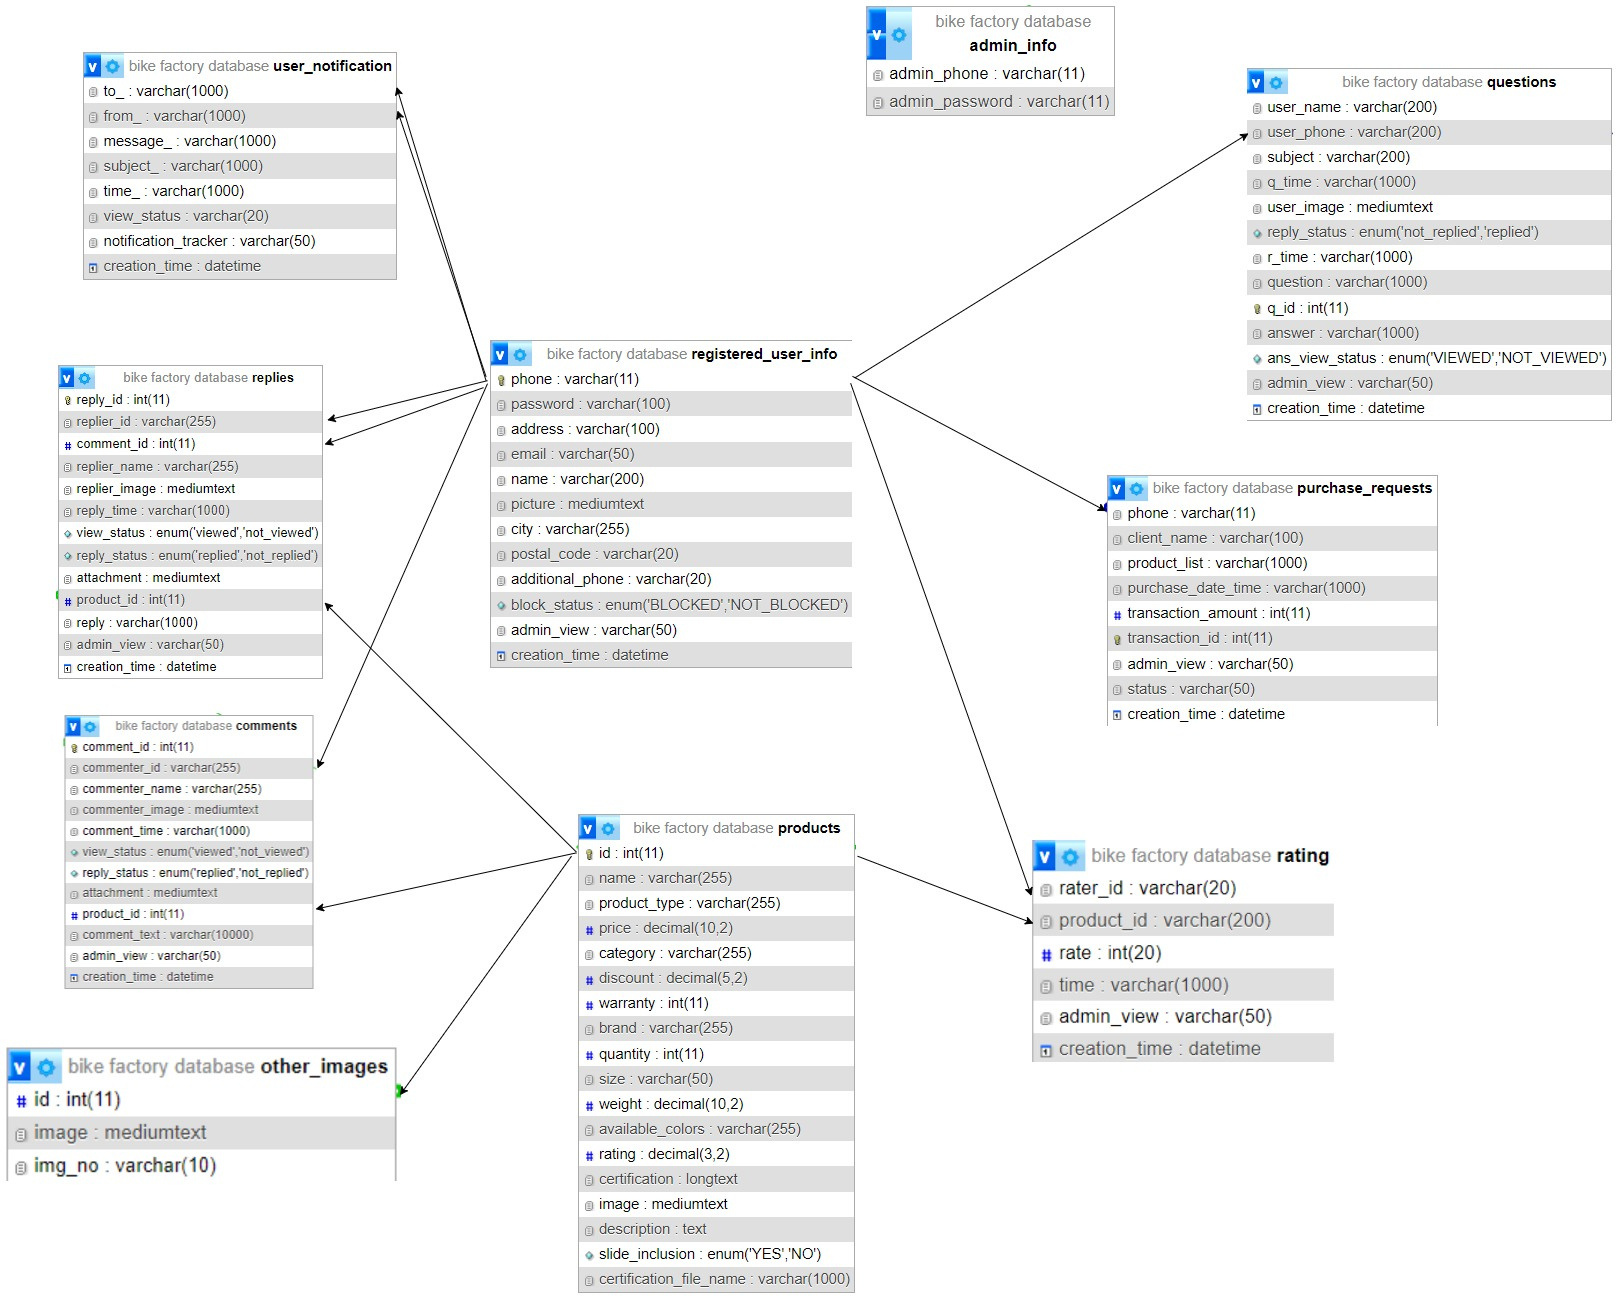 bike factory database
admin_info
admin_phone : varchar(11)
admin_password : varchar(11)
v bike factory database user_notification
to_ : varchar(1000)
from_ : varchar(1000)
message_ : varchar(1000)
subject_ : varchar(1000)
time_ : varchar(1000)
view_status : varchar(20)
notification_tracker : varchar(50)
creation_time : datetime
v bike factory database questions
user_name : varchar(200)
user_phone : varchar(200)
subject : varchar(200)
q_time : varchar(1000)
user_image : mediumtext
reply_status : enum('not_replied','replied')
r_time : varchar(1000)
question : varchar(1000)
q_id : int(11)
answer : varchar(1000)
ans_view_status : enum('VIEWED','NOT_VIEWED')
admin_view : varchar(50)
creation_time : datetime
v bike factory database registered_user_info
phone : varchar(11)
password : varchar(100)
address : varchar(100)
email : varchar(50)
name : varchar(200)
picture : mediumtext
city : varchar(255)
postal_code : varchar(20)
additional_phone : varchar(20)
block_status : enum('BLOCKED','NOT_BLOCKED')
admin_view : varchar(50)
creation_time : datetime
v bike factory database replies
reply_id : int(11)
replier_id : varchar(255)
# comment_id : int(11)
replier_name : varchar(255)
replier_image : mediumtext
reply_time : varchar(1000)
view_status : enum('viewed','not_viewed')
reply_status : enum('replied','not_replied')
attachment : mediumtext
# product_id : int(11)
reply : varchar(1000)
admin_view : varchar(50)
creation_time : datetime
v bike factory database purchase_requests
phone : varchar(11)
client_name : varchar(100)
product_list : varchar(1000)
purchase_date_time : varchar(1000)
# transaction_amount : int(11)
transaction_id : int(11)
admin_view : varchar(50)
status : varchar(50)
creation_time : datetime
v bike factory database comments
comment_id : int(11)
commenter_id : varchar(255)
commenter_name : varchar(255)
commenter_image : mediumtext
comment_time : varchar(1000)
view_status : enum('viewed','not_viewed')
reply_status : enum('replied','not_replied')
attachment : mediumtext
# product_id : int(11)
comment_text : varchar(10000)
admin_view : varchar(50)
creation_time : datetime
v bike factory database products
id : int(11)
name : varchar(255)
product_type : varchar(255)
# price : decimal(10,2)
category : varchar(255)
# discount : decimal(5,2)
# warranty : int(11)
brand : varchar(255)
# quantity : int(11)
size : varchar(50)
# weight : decimal(10,2)
available_colors : varchar(255)
# rating : decimal(3,2)
certification : longtext
image : mediumtext
description : text
slide_inclusion : enum('YES','NO')
certification_file_name : varchar(1000)
v bike factory database rating
rater_id : varchar(20)
product_id : varchar(200)
# rate : int(20)
time : varchar(1000)
admin_view : varchar(50)
creation_time : datetime
v bike factory database other_images
# id : int(11)
image : mediumtext
img_no : varchar(10)